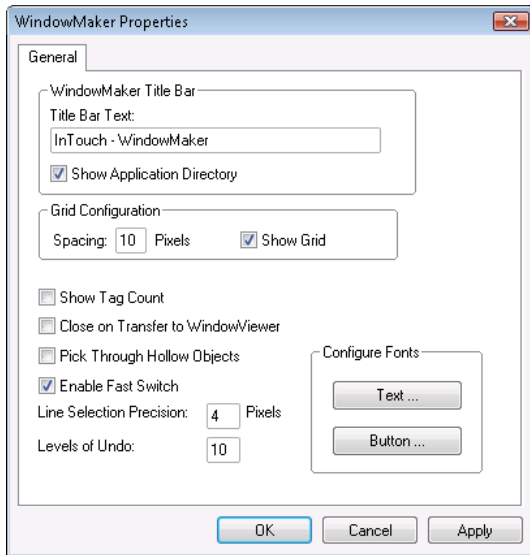 WindowMaker Properties
General
WindowMaker Title Bar
Title Bar Text:
InTouch - WindowMaker
Show Application Directory
Grid Configuration
Spacing: 10 Pixels Show Grid
Show Tag Count
Close on Transfer to WindowViewer
Pick Through Hollow Objects
Enable Fast Switch
Line Selection Precision: 4 Pixels
Levels of Undo: 10
Configure Fonts
Text ...
Button ...
OK Cancel Apply